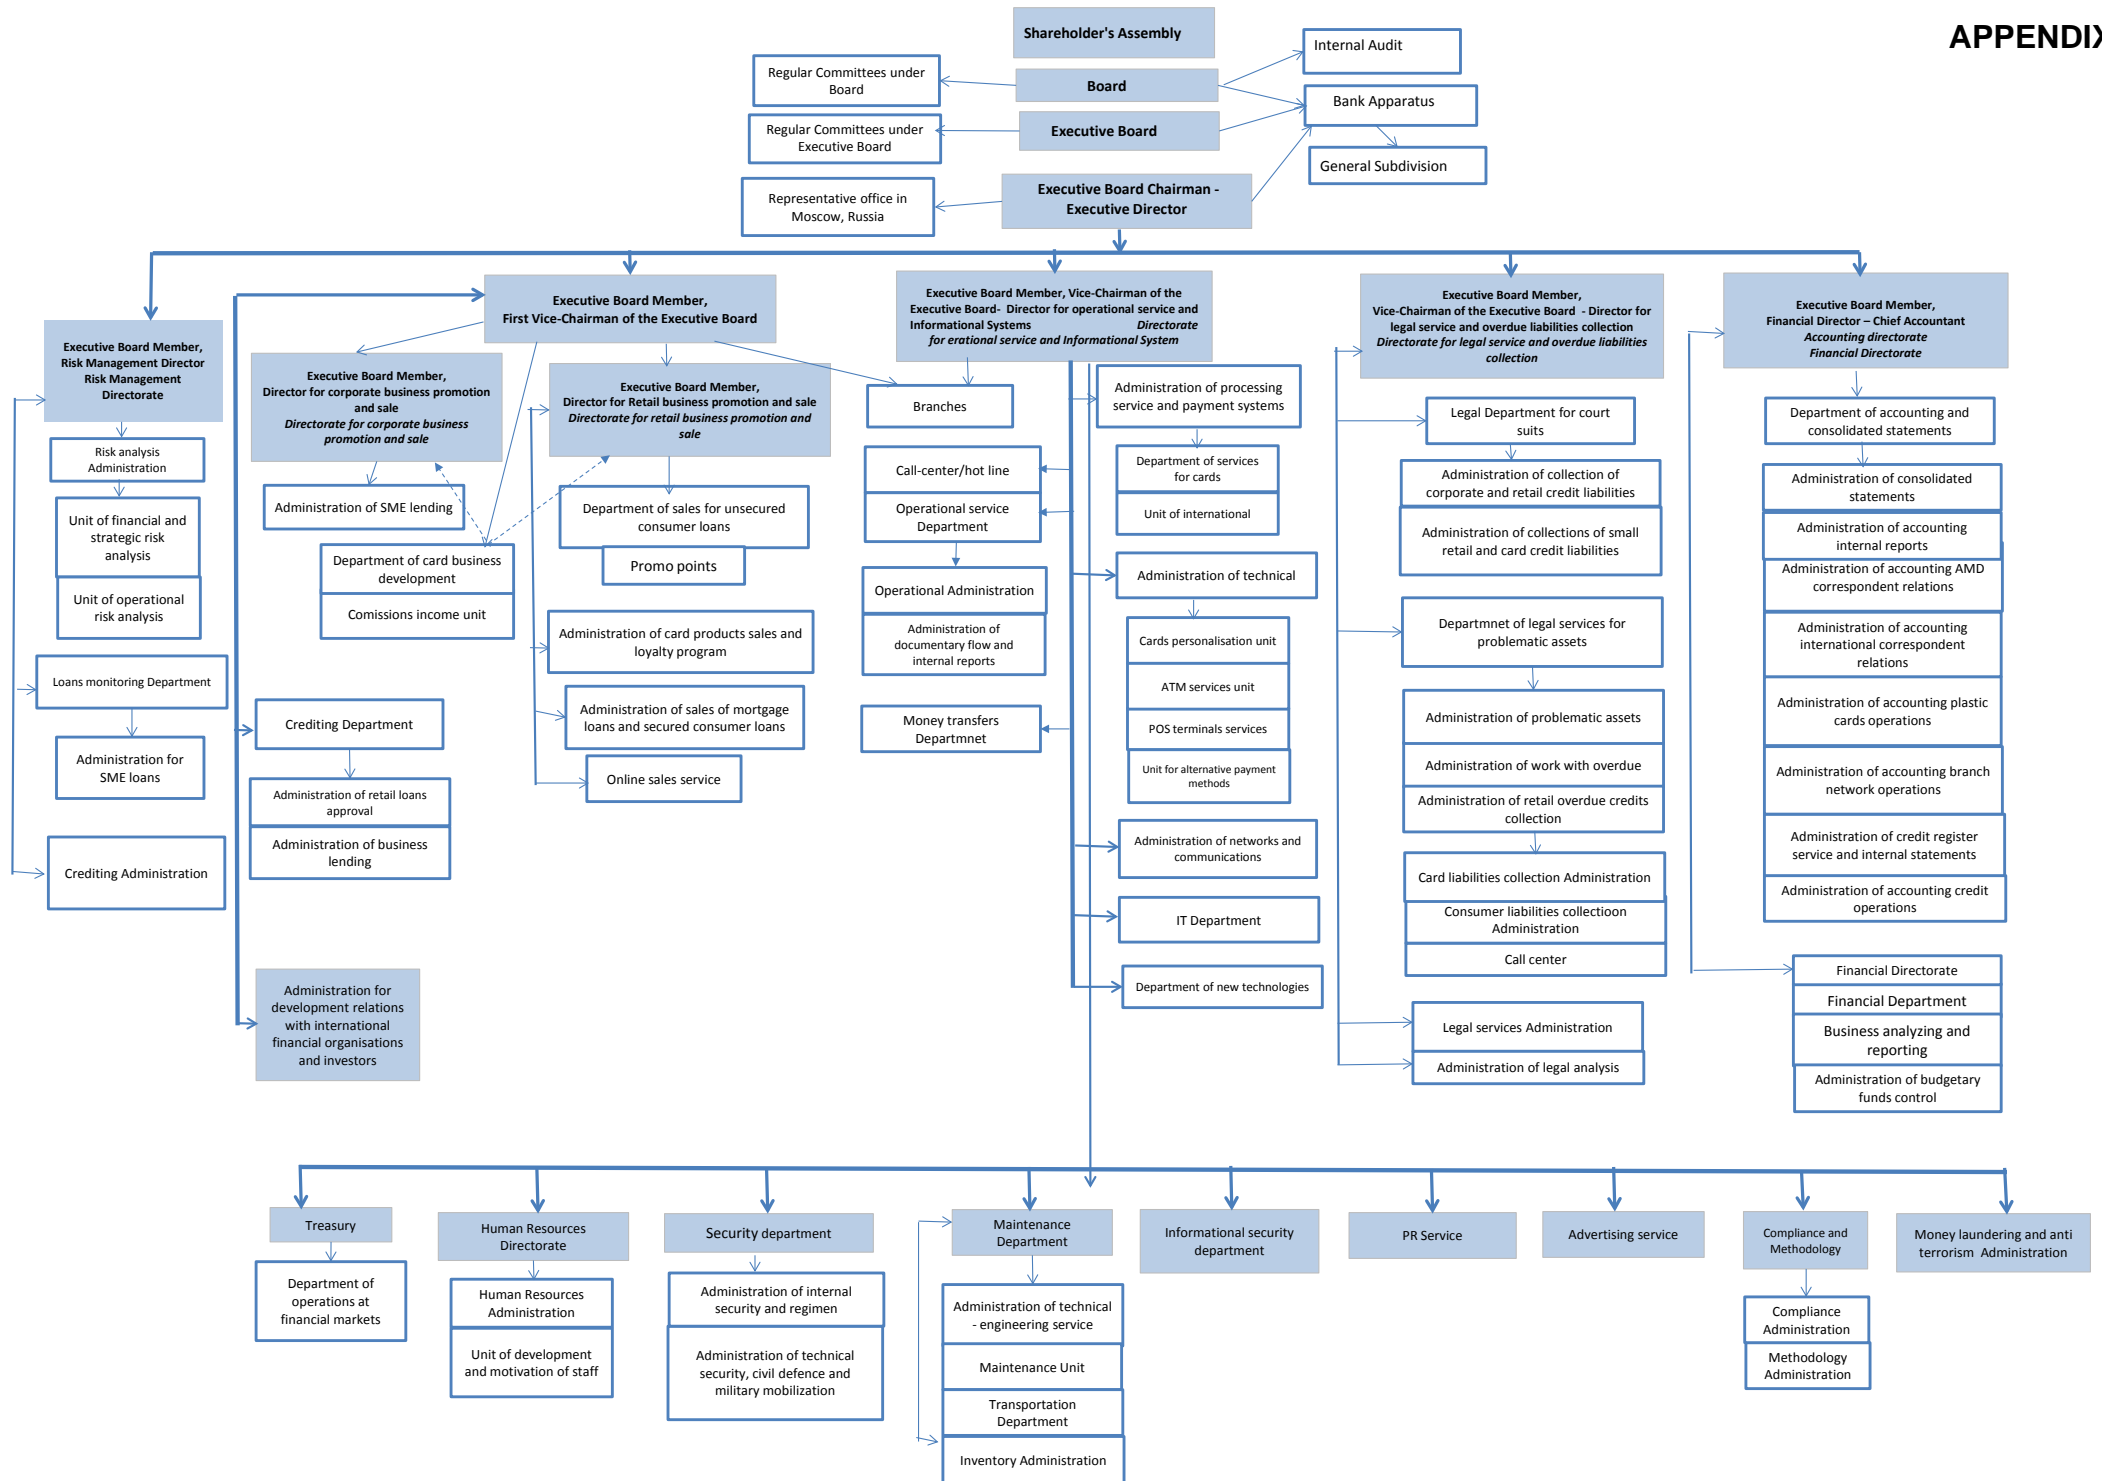 APPENDIX
Shareholder's Assembly
Internal Audit
Regular Committees under
Board
Board
Bank Apparatus
Regular Committees under
Executive Board
Executive Board
General Subdivision
Representative office in
Moscow, Russia
Executive Board Chairman -
Executive Director
Executive Board Member,
Risk Management Director
Risk Management
Directorate
Risk analysis
Administration
Unit of financial and
strategic risk
analysis
Unit of operational
risk analysis
Loans monitoring Department
Administration for
SME loans
Crediting Administration
Executive Board Member,
First Vice-Chairman of the Executive Board
Executive Board Member,
Director for corporate business promotion
and sale
Directorate for corporate business
promotion and sale
Administration of SME lending
Department of card business
development
Comissions income unit
Crediting Department
Administration of retail loans
approval
Administration of business
lending
Administration for
development relations
with international
financial organisations
and investors
Executive Board Member,
Director for Retail business promotion and sale
Directorate for retail business promotion and
sale
Department of sales for unsecured
consumer loans
Promo points
Administration of card products sales and
loyalty program
Administration of sales of mortgage
loans and secured consumer loans
Online sales service
Executive Board Member, Vice-Chairman of the
Executive Board- Director for operational service and
Informational Systems Directorate
for erational service and Informational System
Branches
Call-center/hot line
Operational service
Department
Operational Administration
Administration of
documentary flow and
internal reports
Money transfers
Departmnet
Administration of processing
service and payment systems
Department of services
for cards
Unit of international
Administration of technical
Cards personalisation unit
ATM services unit
POS terminals services
Unit for alternative payment
methods
Administration of networks and
communications
IT Department
Department of new technologies
Executive Board Member,
Vice-Chairman of the Executive Board - Director for
legal service and overdue liabilities collection
Directorate for legal service and overdue liabilities
collection
Legal Department for court
suits
Administration of collection of
corporate and retail credit liabilities
Administration of collections of small
retail and card credit liabilities
Departmnet of legal services for
problematic assets
Administration of problematic assets
Administration of work with overdue
Administration of retail overdue credits
collection
Card liabilities collection Administration
Consumer liabilities collectioon
Administration
Call center
Legal services Administration
Administration of legal analysis
Executive Board Member,
Financial Director – Chief Accountant
Accounting directorate
Financial Directorate
Department of accounting and
consolidated statements
Administration of consolidated
statements
Administration of accounting
internal reports
Administration of accounting AMD
correspondent relations
Administration of accounting
international correspondent
relations
Administration of accounting plastic
cards operations
Administration of accounting branch
network operations
Administration of credit register
service and internal statements
Administration of accounting credit
operations
Financial Directorate
Financial Department
Business analyzing and
reporting
Administration of budgetary
funds control
Treasury
Department of
operations at
financial markets
Human Resources
Directorate
Human Resources
Administration
Unit of development
and motivation of staff
Security department
Administration of internal
security and regimen
Administration of technical
security, civil defence and
military mobilization
Maintenance
Department
Administration of technical
- engineering service
Maintenance Unit
Transportation
Department
Inventory Administration
Informational security
department
PR Service
Advertising service
Compliance and
Methodology
Compliance
Administration
Methodology
Administration
Money laundering and anti
terrorism Administration